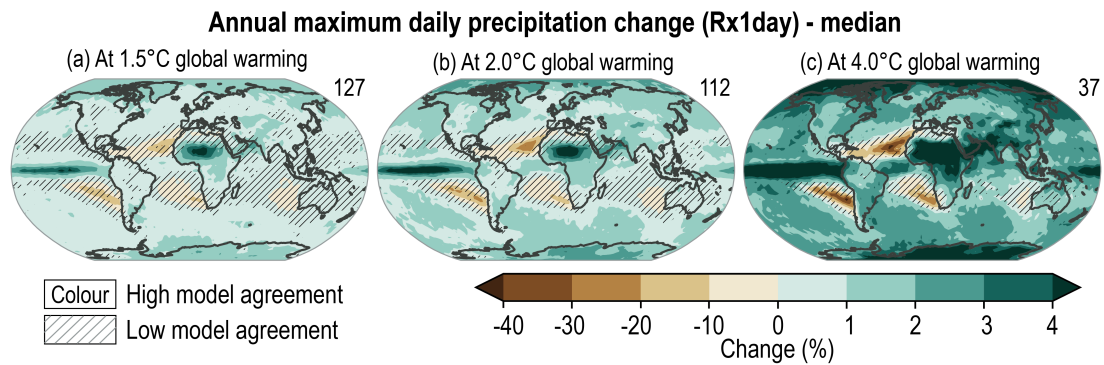 Annual maximum daily precipitation change (Rx1day) - median
(a) At 1.5°C global warming
(b) At 2.0°C global warming
(c) At 4.0°C global warming
127
112
37
Colour High model agreement
Low model agreement
-40 -30 -20 -10 0 1 2 3 4
Change (%)